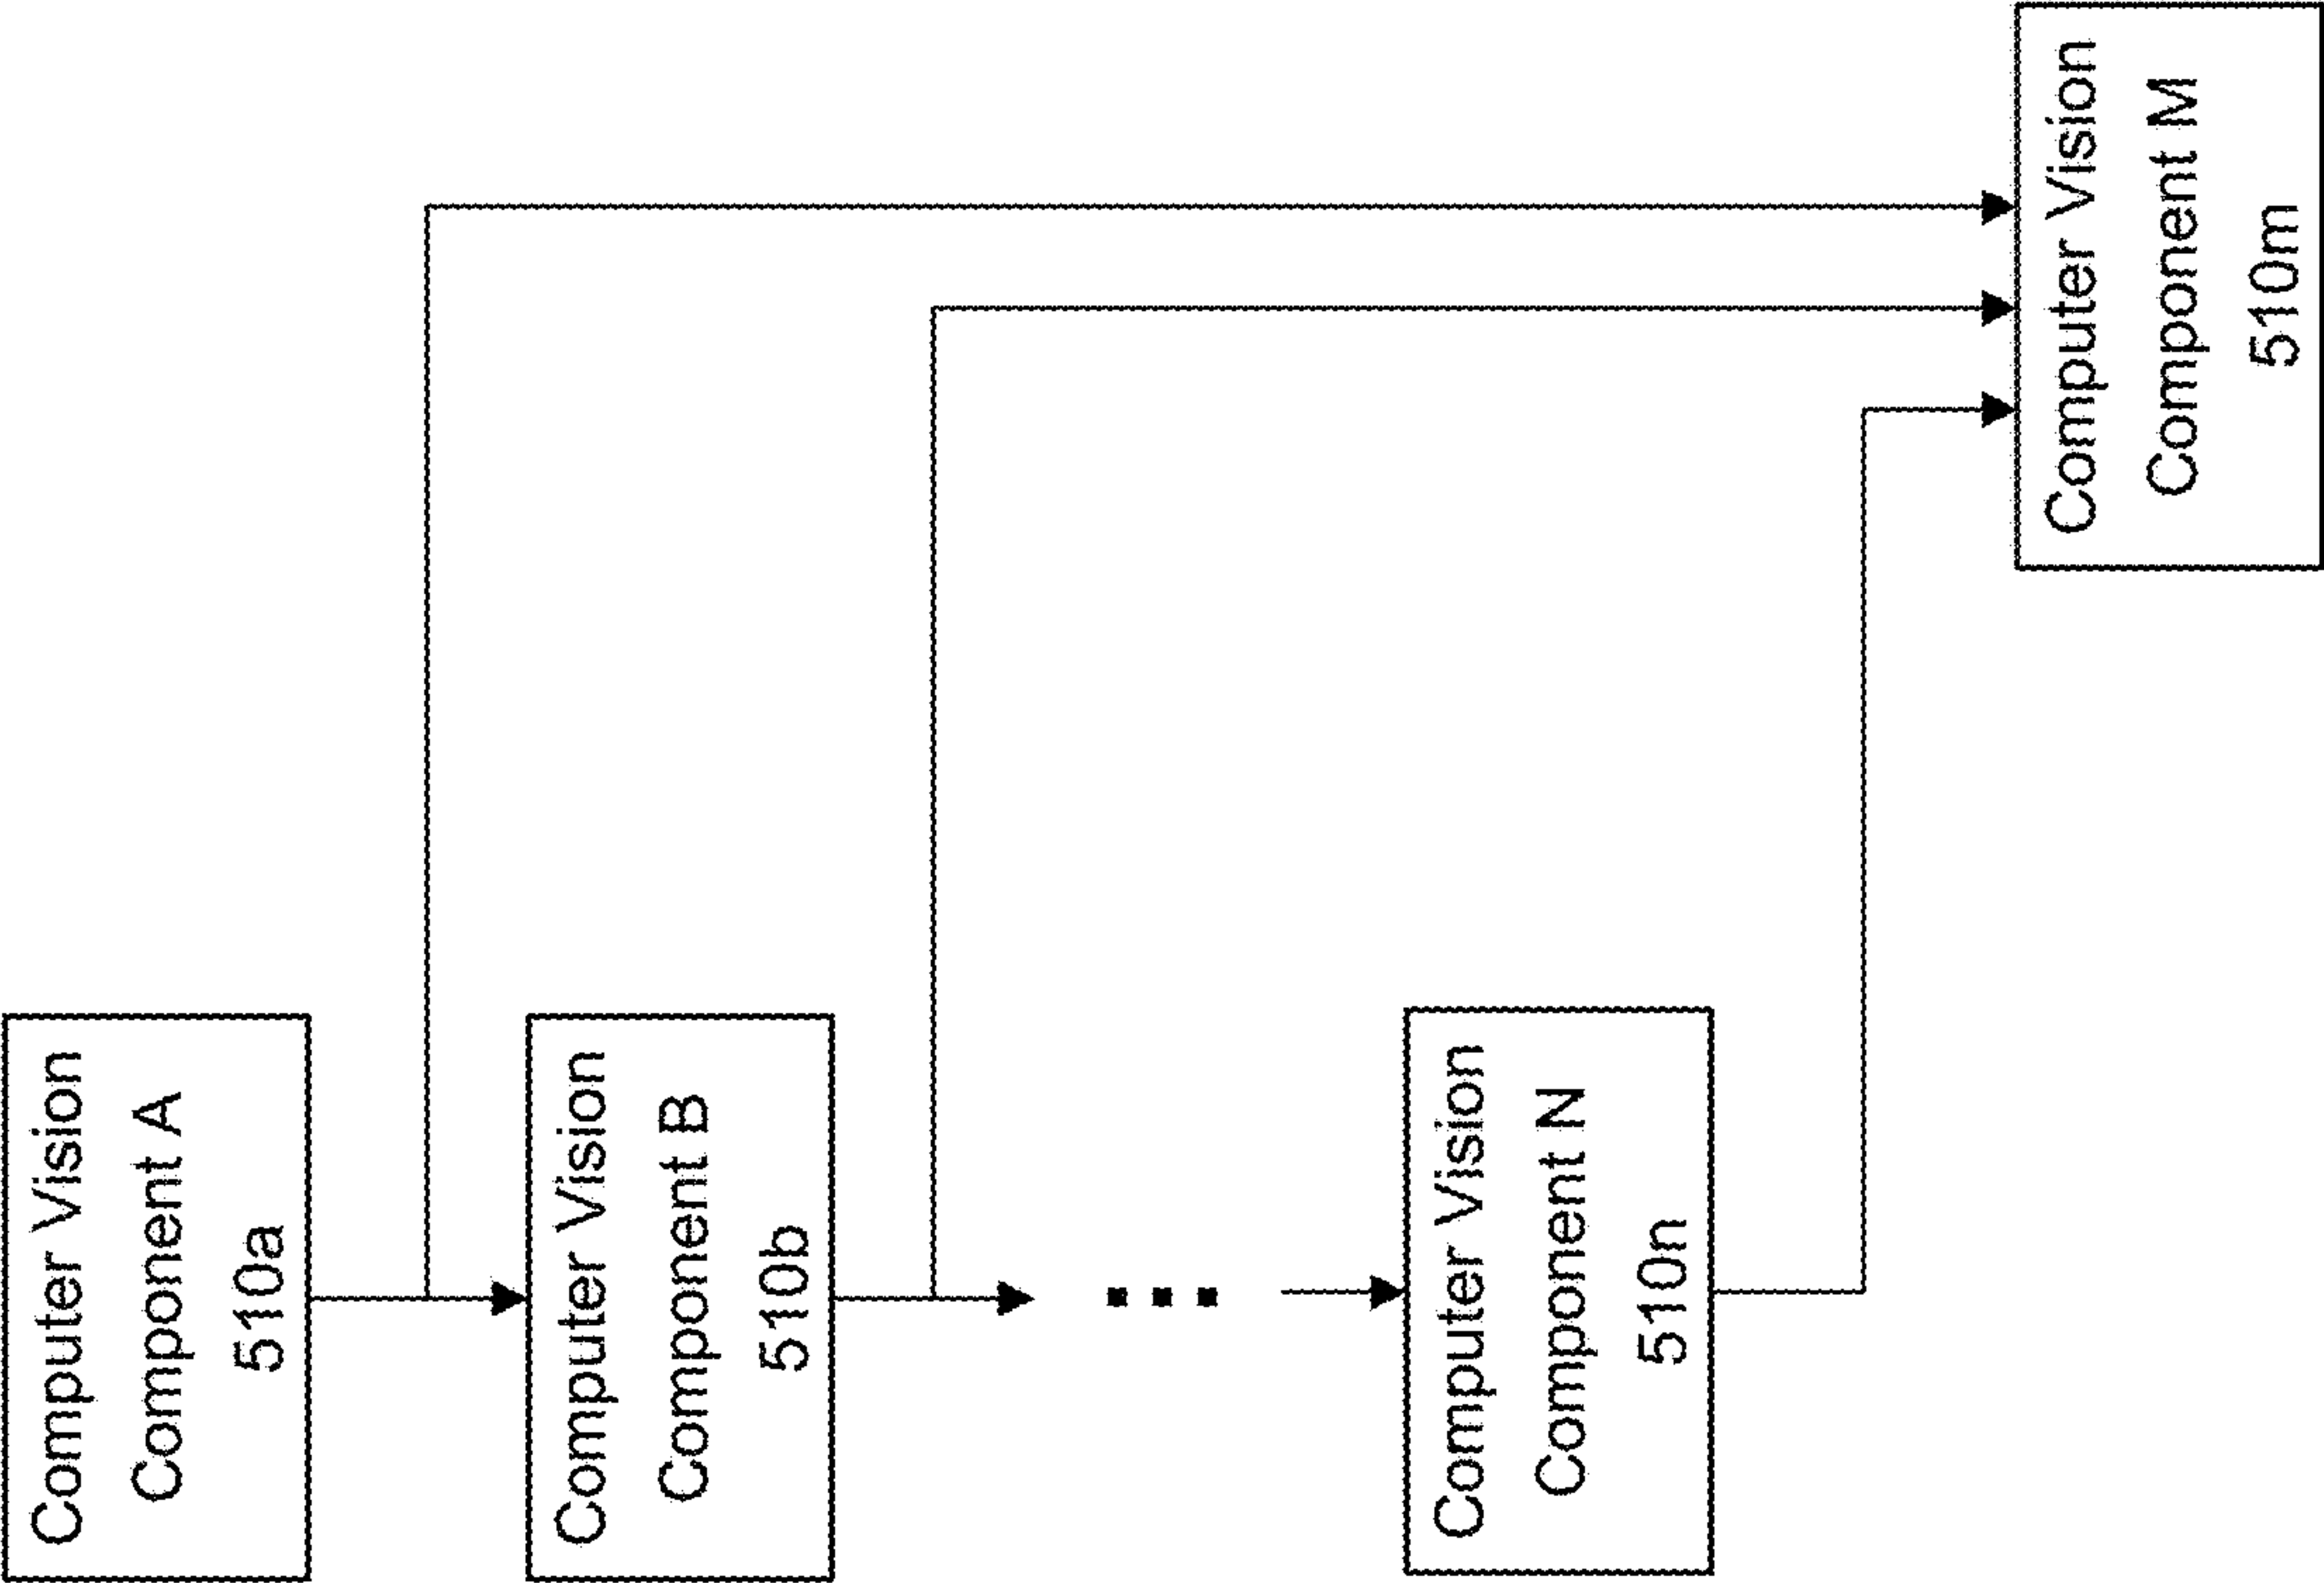 Computer Vision
Component A
510a
Computer Vision
Component B
510b
Computer Vision
Component N
510n
Computer Vision
Component M
510m